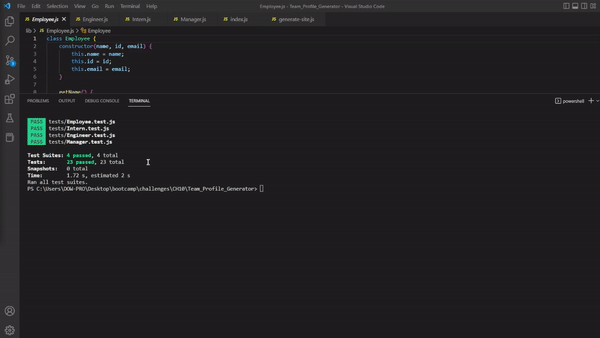 File Edit Selection View Go Run Terminal Help Employee.js - Team_Profile_Generator - Visual Studio Code
Employee.js Engineer.js Intern.js Manager.js index.js generate-site.js
lib > Employee.js > Employee
1 class Employee {
2 constructor(name, id, email) {
3 this.name = name;
4 this.id = id;
5 this.email = email;
6 }
7
getName() {
PROBLEMS OUTPUT DEBUG CONSOLE TERMINAL powershell
PASS tests/Employee.test.js
PASS tests/Intern.test.js
PASS tests/Engineer.test.js
PASS tests/Manager.test.js
Test Suites: 4 passed, 4 total
Tests: 23 passed, 23 total
Snapshots: 0 total
Time: 1.72 s, estimated 2 s
Ran all test suites.
PS C:\Users\DOW-PRO\Desktop\bootcamp\challenges\CH10\Team_Profile_Generator>